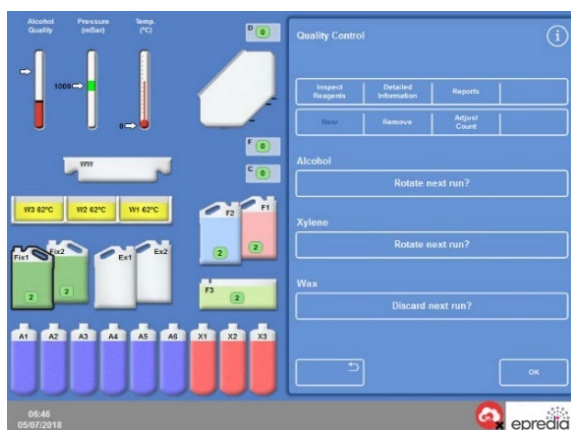 Alcohol Quality
Pressure (mBar)
Temp. (°C)
1000
0
D 0
F 0
C 0
WW
W3 62°C
W2 62°C
W1 62°C
Fix1
2
Fix2
2
Ex1
Ex2
F2
2
F1
2
F3
2
A1
A2
A3
A4
A5
A6
X1
X2
X3
Quality Control
i
Inspect Reagents
Detailed Information
Reports
New
Remove
Adjust Count
Alcohol
Rotate next run?
Xylene
Rotate next run?
Wax
Discard next run?
OK
06:46
05/07/2018
epredia